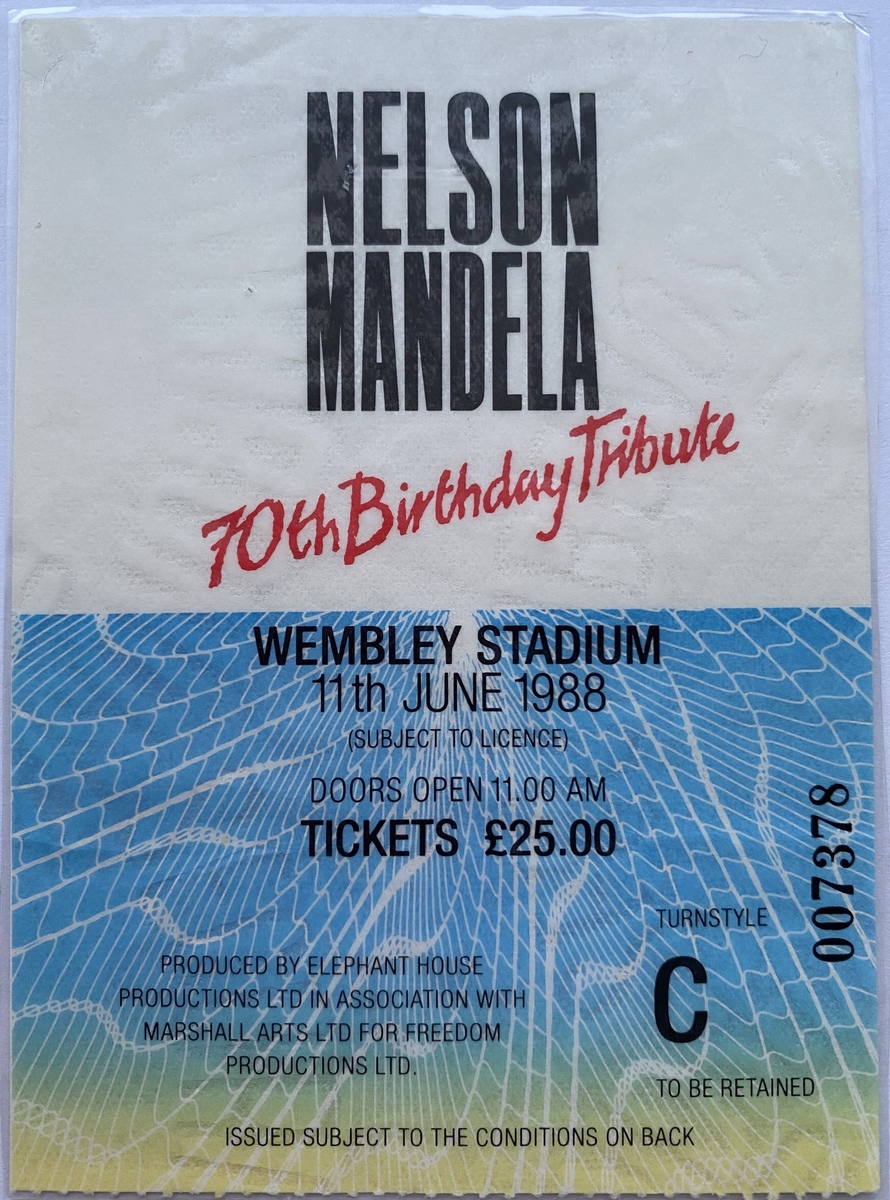 NELSON
MANDELA
70th Birthday Tribute
WEMBLEY STADIUM
11th JUNE 1988
(SUBJECT TO LICENCE)
DOORS OPEN 11.00 AM
TICKETS £25.00
007378
TURNSTYLE
C
TO BE RETAINED
PRODUCED BY ELEPHANT HOUSE
PRODUCTIONS LTD IN ASSOCIATION WITH
MARSHALL ARTS LTD FOR FREEDOM
PRODUCTIONS LTD.
ISSUED SUBJECT TO THE CONDITIONS ON BACK